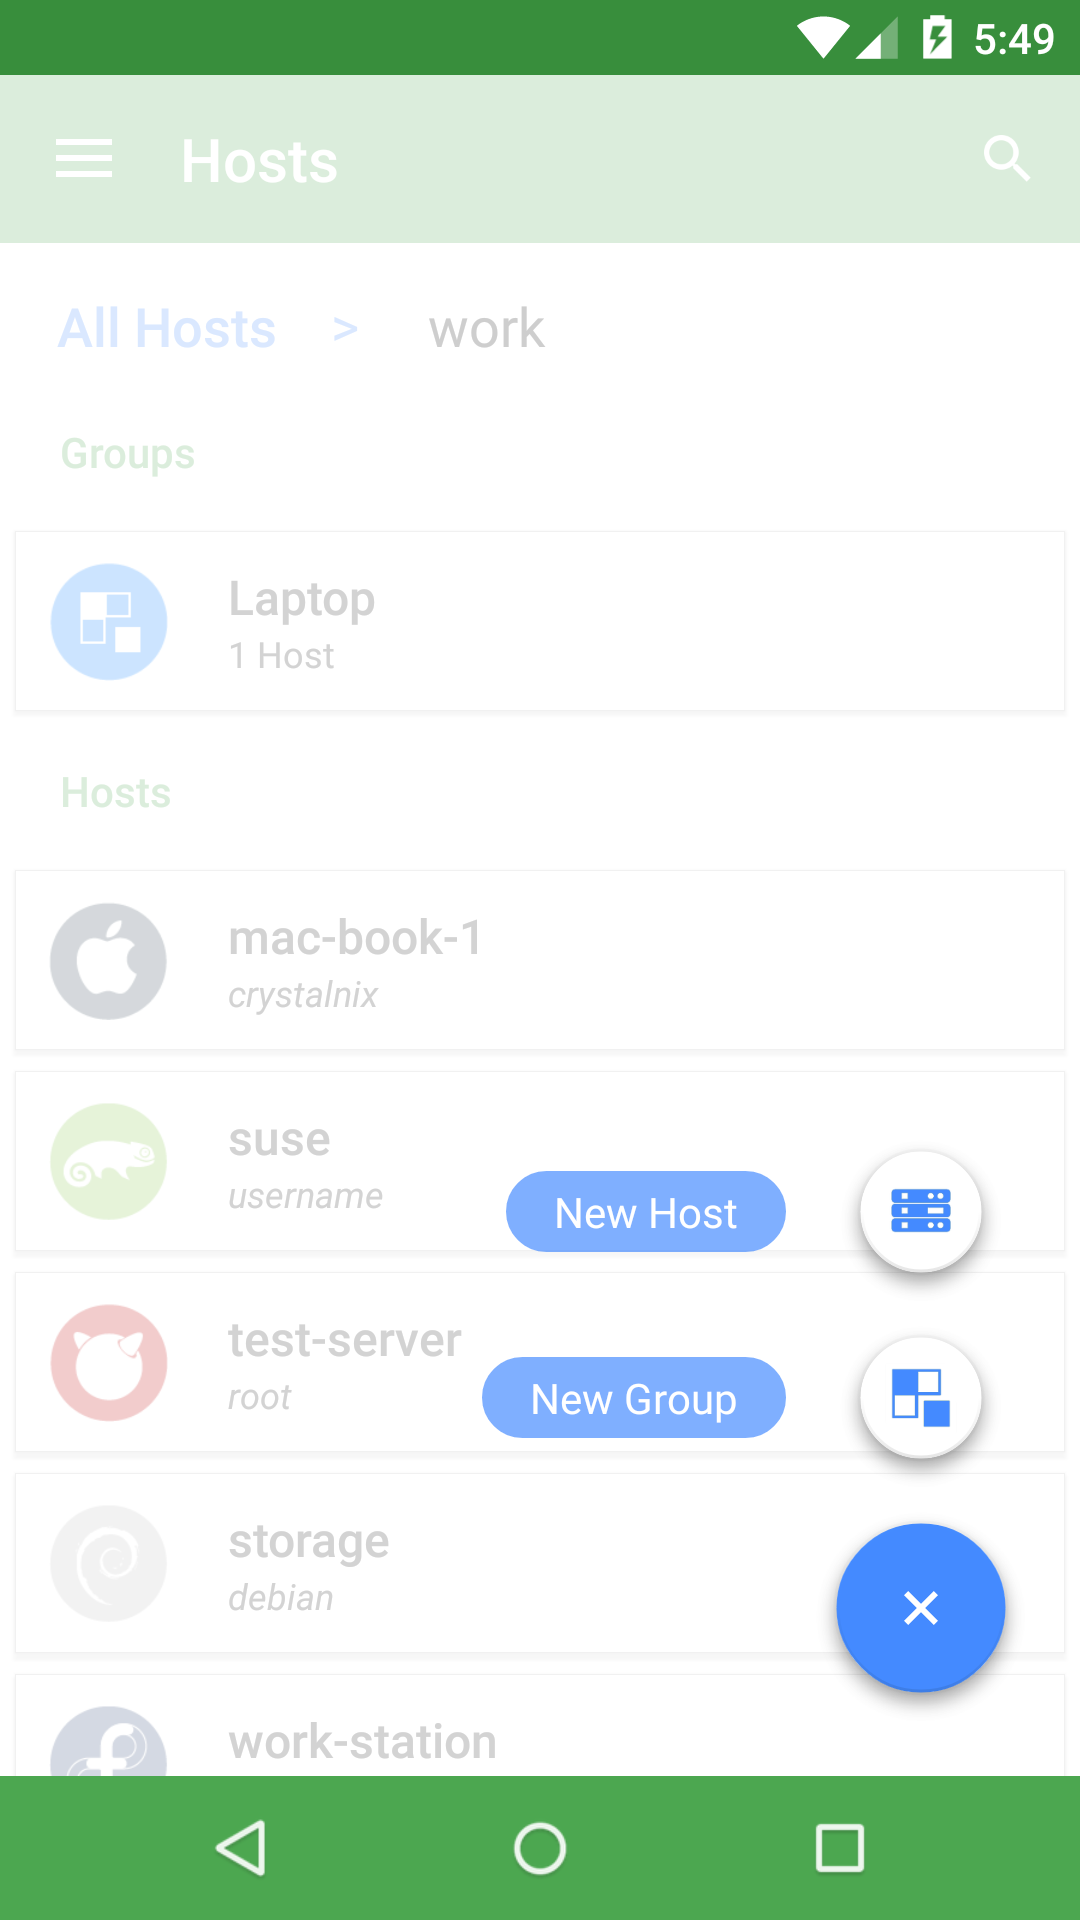 5:49
Hosts
All Hosts > work
Groups
Laptop
1 Host
Hosts
mac-book-1
crystalnix
suse
username
New Host
test-server
root
New Group
storage
debian
work-station